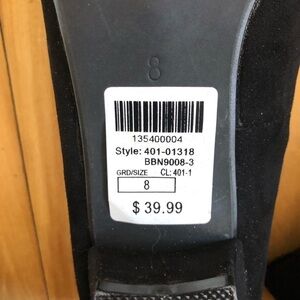 8
135400004
Style: 401-01318
BBN9008-3
GRD/SIZE CL: 401-1
8
$ 39.99